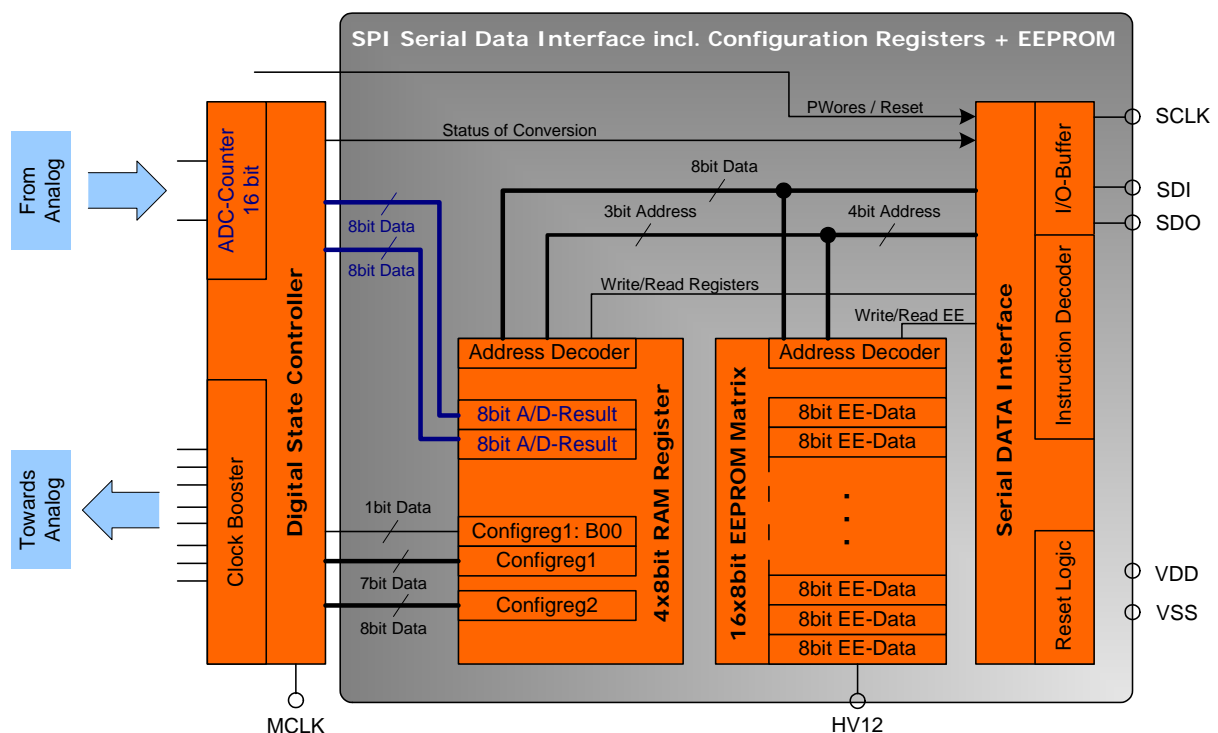 SPI Serial Data Interface incl. Configuration Registers + EEPROM
PWores / Reset
Status of Conversion
SCLK
SDI
SDO
VDD
VSS
From
Analog
Towards
Analog
ADC-Counter
16 bit
Clock Booster
Digital State Controller
MCLK
8bit Data
8bit Data
8bit Data
3bit Address
4bit Address
Write/Read Registers
Write/Read EE
Address Decoder
8bit A/D-Result
8bit A/D-Result
1bit Data
Configreg1: B00
Configreg1
7bit Data
Configreg2
8bit Data
4x8bit RAM Register
16x8bit EEPROM Matrix
Address Decoder
8bit EE-Data
8bit EE-Data
8bit EE-Data
8bit EE-Data
8bit EE-Data
HV12
Serial DATA Interface
I/O-Buffer
Instruction Decoder
Reset Logic